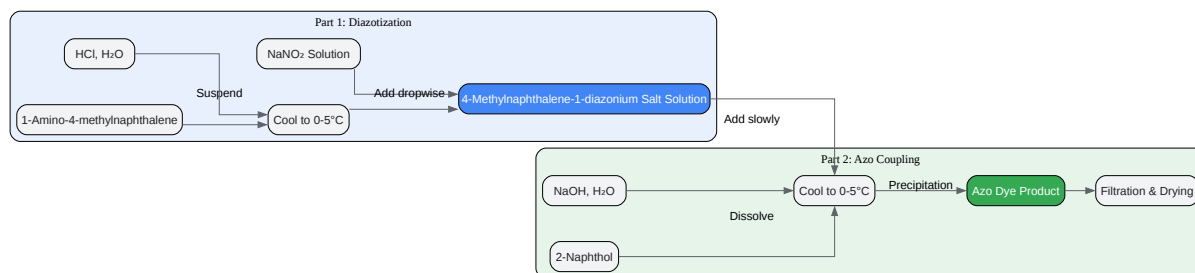 Part 1: Diazotization
HCl, H₂O
NaNO₂ Solution
Suspend
Add dropwise
4-Methylnaphthalene-1-diazonium Salt Solution
1-Amino-4-methylnaphthalene
Cool to 0-5°C
Add slowly
Part 2: Azo Coupling
NaOH, H₂O
Cool to 0-5°C
Precipitation
Azo Dye Product
Filtration & Drying
Dissolve
2-Naphthol